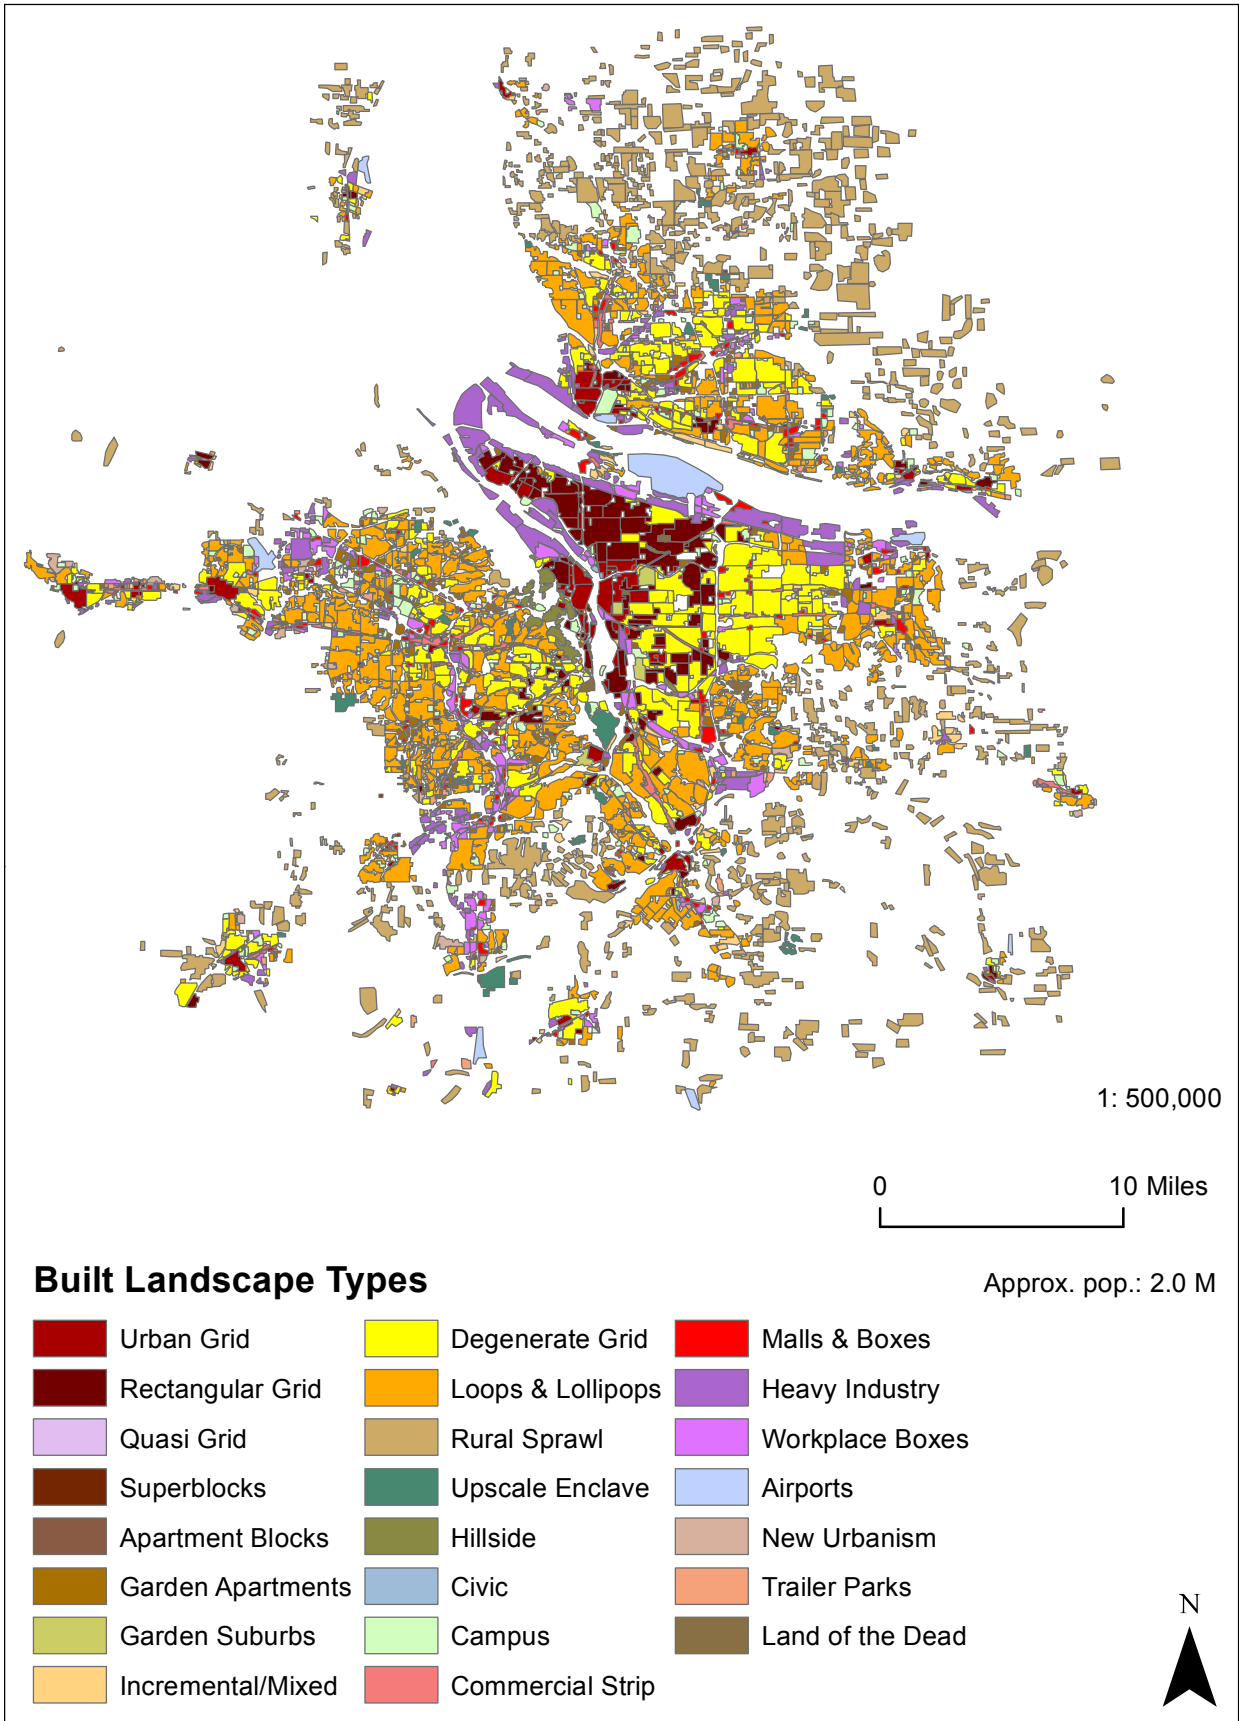 1: 500,000
0 10 Miles
Built Landscape Types
Approx. pop.: 2.0 M
Urban Grid
Rectangular Grid
Quasi Grid
Superblocks
Apartment Blocks
Garden Apartments
Garden Suburbs
Incremental/Mixed
Degenerate Grid
Loops & Lollipops
Rural Sprawl
Upscale Enclave
Hillside
Civic
Campus
Commercial Strip
Malls & Boxes
Heavy Industry
Workplace Boxes
Airports
New Urbanism
Trailer Parks
Land of the Dead
N